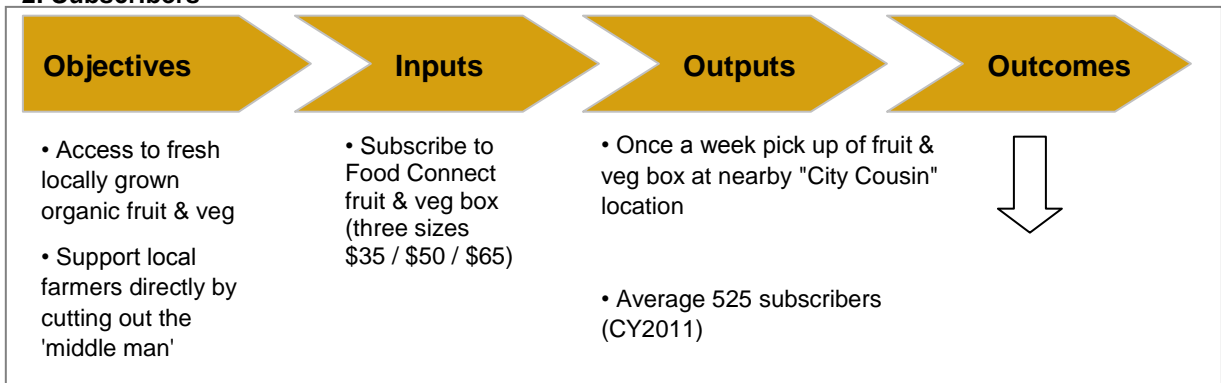 2. Subscribers
Objectives
Inputs
Outputs
Outcomes
• Access to fresh
locally grown
organic fruit & veg
• Support local
farmers directly by
cutting out the
'middle man'
• Subscribe to
Food Connect
fruit & veg box
(three sizes
$35 / $50 / $65)
• Once a week pick up of fruit &
veg box at nearby "City Cousin"
location
• Average 525 subscribers
(CY2011)